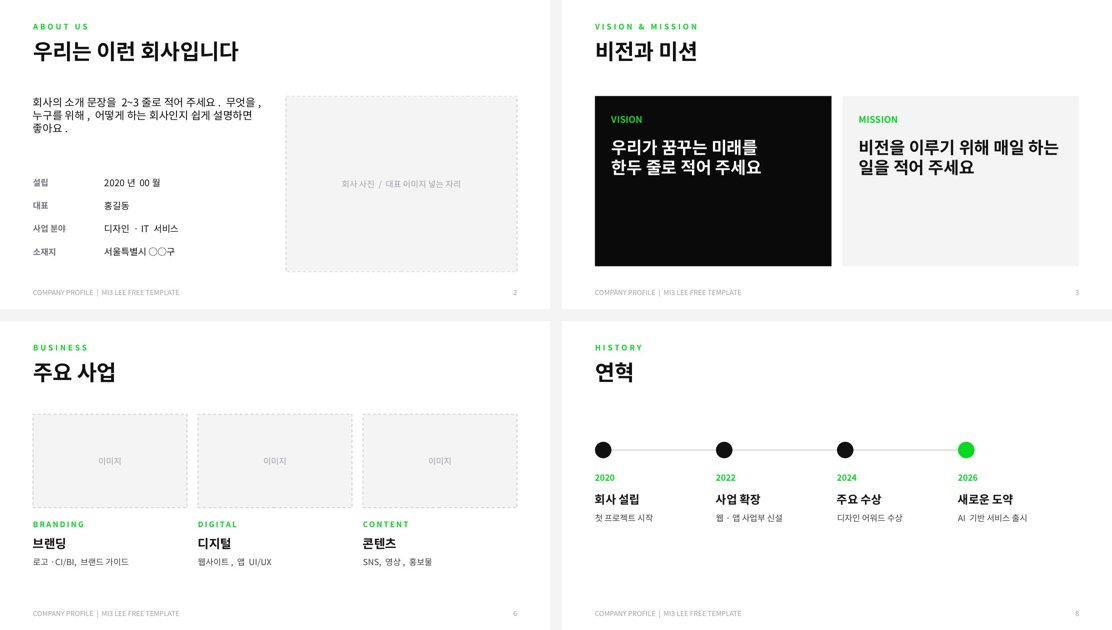 ABOUT US
우리는 이런 회사입니다
회사의 소개 문장을 2~3 줄로 적어 주세요 . 무엇을 ,
누구를 위해 , 어떻게 하는 회사인지 쉽게 설명하면
좋아요 .
설립 2020 년 00 월
대표 홍길동
사업 분야 디자인 · IT 서비스
소재지 서울특별시 〇〇구
회사 사진 / 대표 이미지 넣는 자리
COMPANY PROFILE | MI3 LEE FREE TEMPLATE 2
VISION & MISSION
비전과 미션
VISION
우리가 꿈꾸는 미래를
한두 줄로 적어 주세요
MISSION
비전을 이루기 위해 매일 하는
일을 적어 주세요
COMPANY PROFILE | MI3 LEE FREE TEMPLATE 3
BUSINESS
주요 사업
이미지
이미지
이미지
BRANDING
브랜딩
로고 · CI/BI, 브랜드 가이드
DIGITAL
디지털
웹사이트 , 앱 UI/UX
CONTENT
콘텐츠
SNS, 영상 , 홍보물
COMPANY PROFILE | MI3 LEE FREE TEMPLATE 6
HISTORY
연혁
2020
회사 설립
첫 프로젝트 시작
2022
사업 확장
웹 · 앱 사업부 신설
2024
주요 수상
디자인 어워드 수상
2026
새로운 도약
AI 기반 서비스 출시
COMPANY PROFILE | MI3 LEE FREE TEMPLATE 8